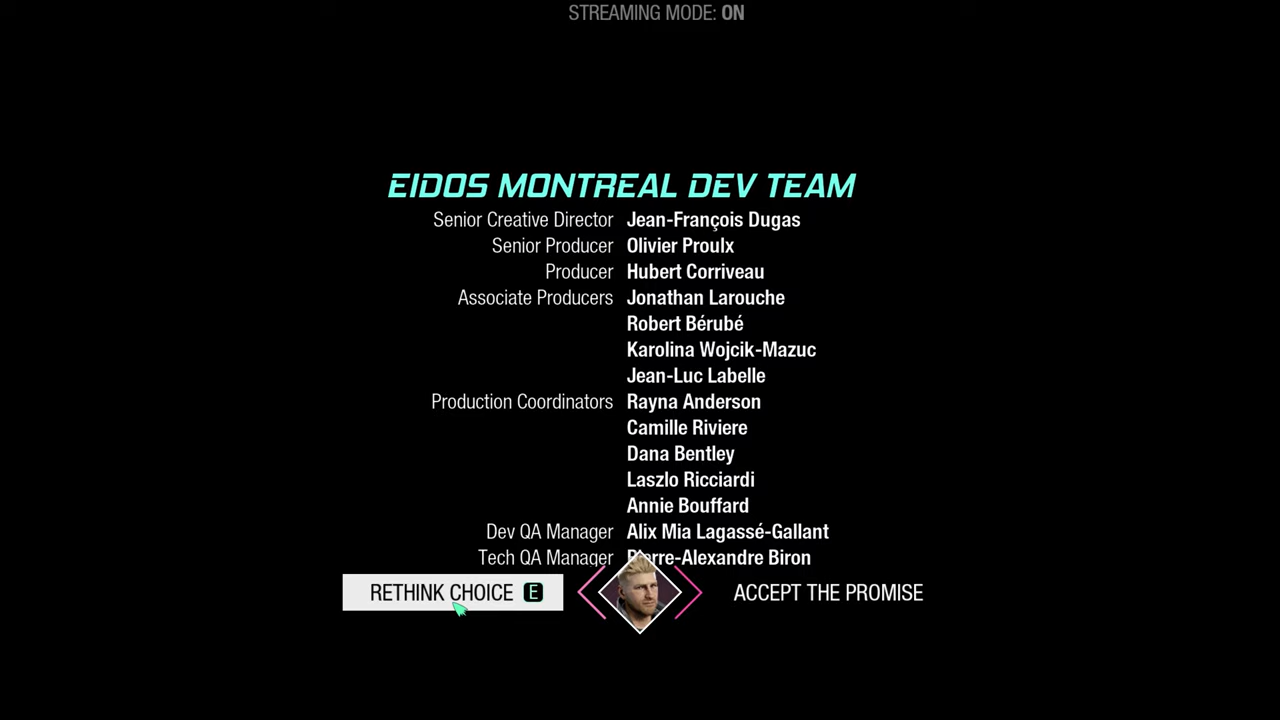 STREAMING MODE: ON
EIDOS MONTREAL DEV TEAM
Senior Creative Director Jean-François Dugas
Senior Producer Olivier Proulx
Producer Hubert Corriveau
Associate Producers Jonathan Larouche
Robert Bérubé
Karolina Wojcik-Mazuc
Jean-Luc Labelle
Production Coordinators Rayna Anderson
Camille Riviere
Dana Bentley
Laszlo Ricciardi
Annie Bouffard
Dev QA Manager Alix Mia Lagassé-Gallant
Tech QA Manager Pierre-Alexandre Biron
RETHINK CHOICE E ACCEPT THE PROMISE